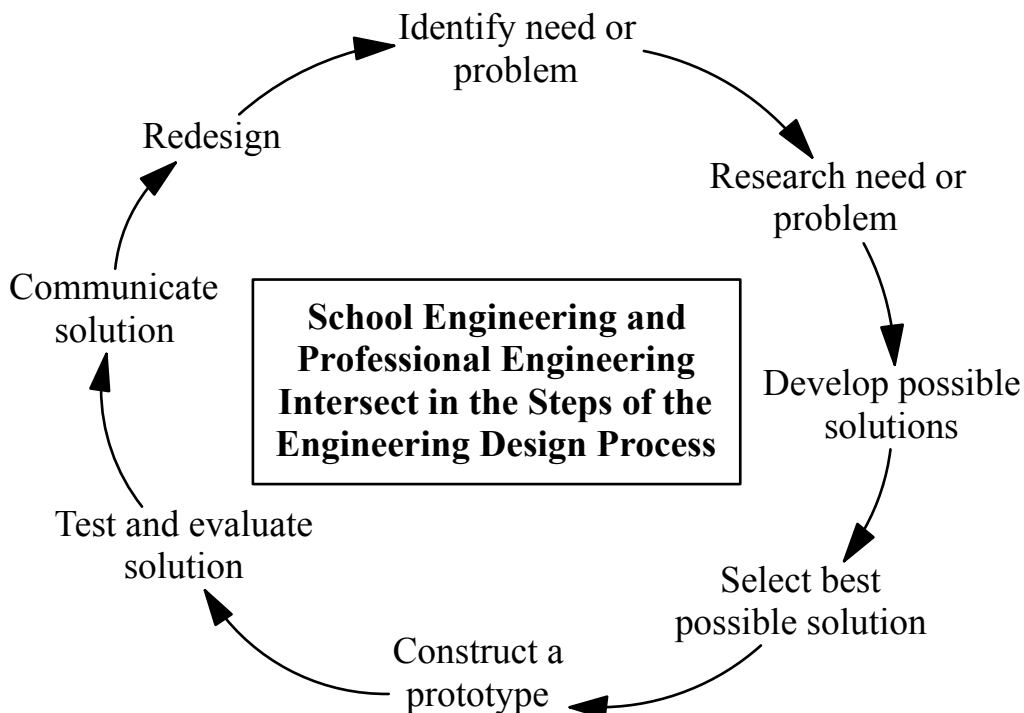 Identify need or
problem
Research need or
problem
Develop possible
solutions
Select best
possible solution
Construct a
prototype
Test and evaluate
solution
Communicate
solution
Redesign
School Engineering and
Professional Engineering
Intersect in the Steps of the
Engineering Design Process